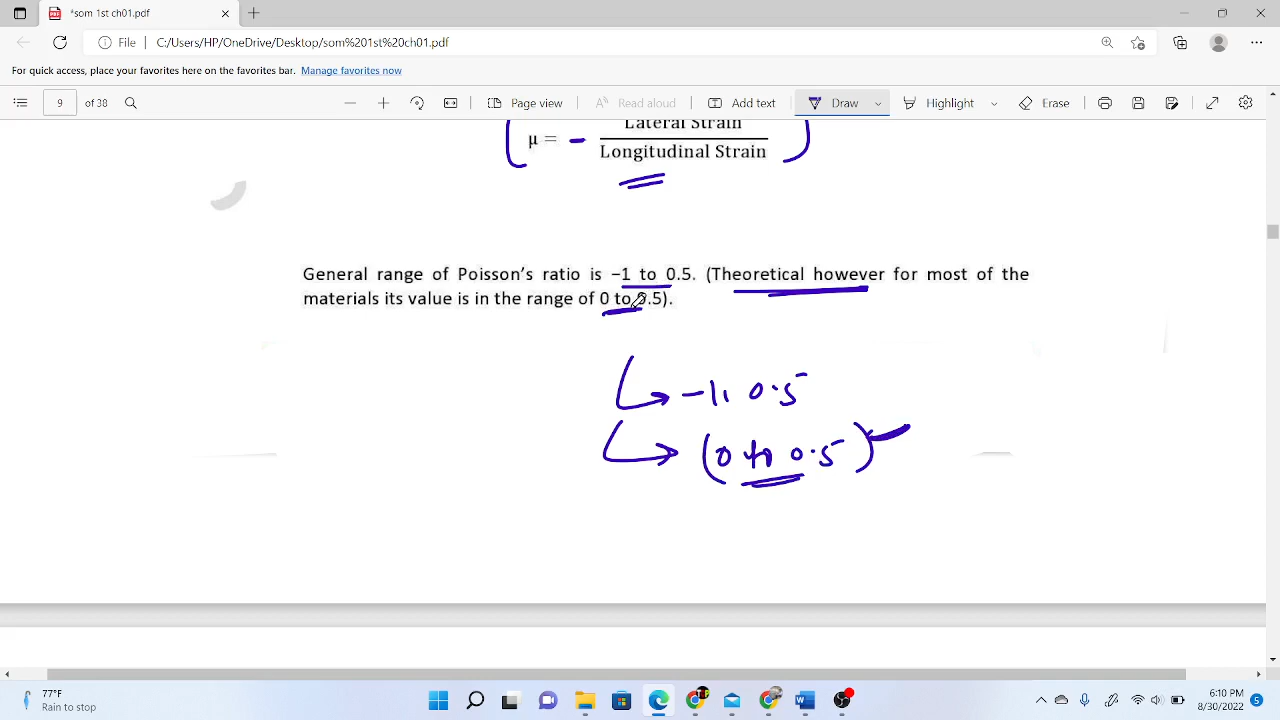 *som 1st ch01.pdf
File C:/Users/HP/OneDrive/Desktop/som%201st%20ch01.pdf
For quick access, place your favorites here on the favorites bar. Manage favorites now
9 of 38 Page view Read aloud Add text Draw Highlight Erase
μ = - Lateral Strain
Longitudinal Strain
General range of Poisson's ratio is −1 to 0.5. (Theoretical however for most of the
materials its value is in the range of 0 to 0.5).
-1, 0.5
(0 to 0.5)
77°F
Rain to stop
6:10 PM
8/30/2022
5